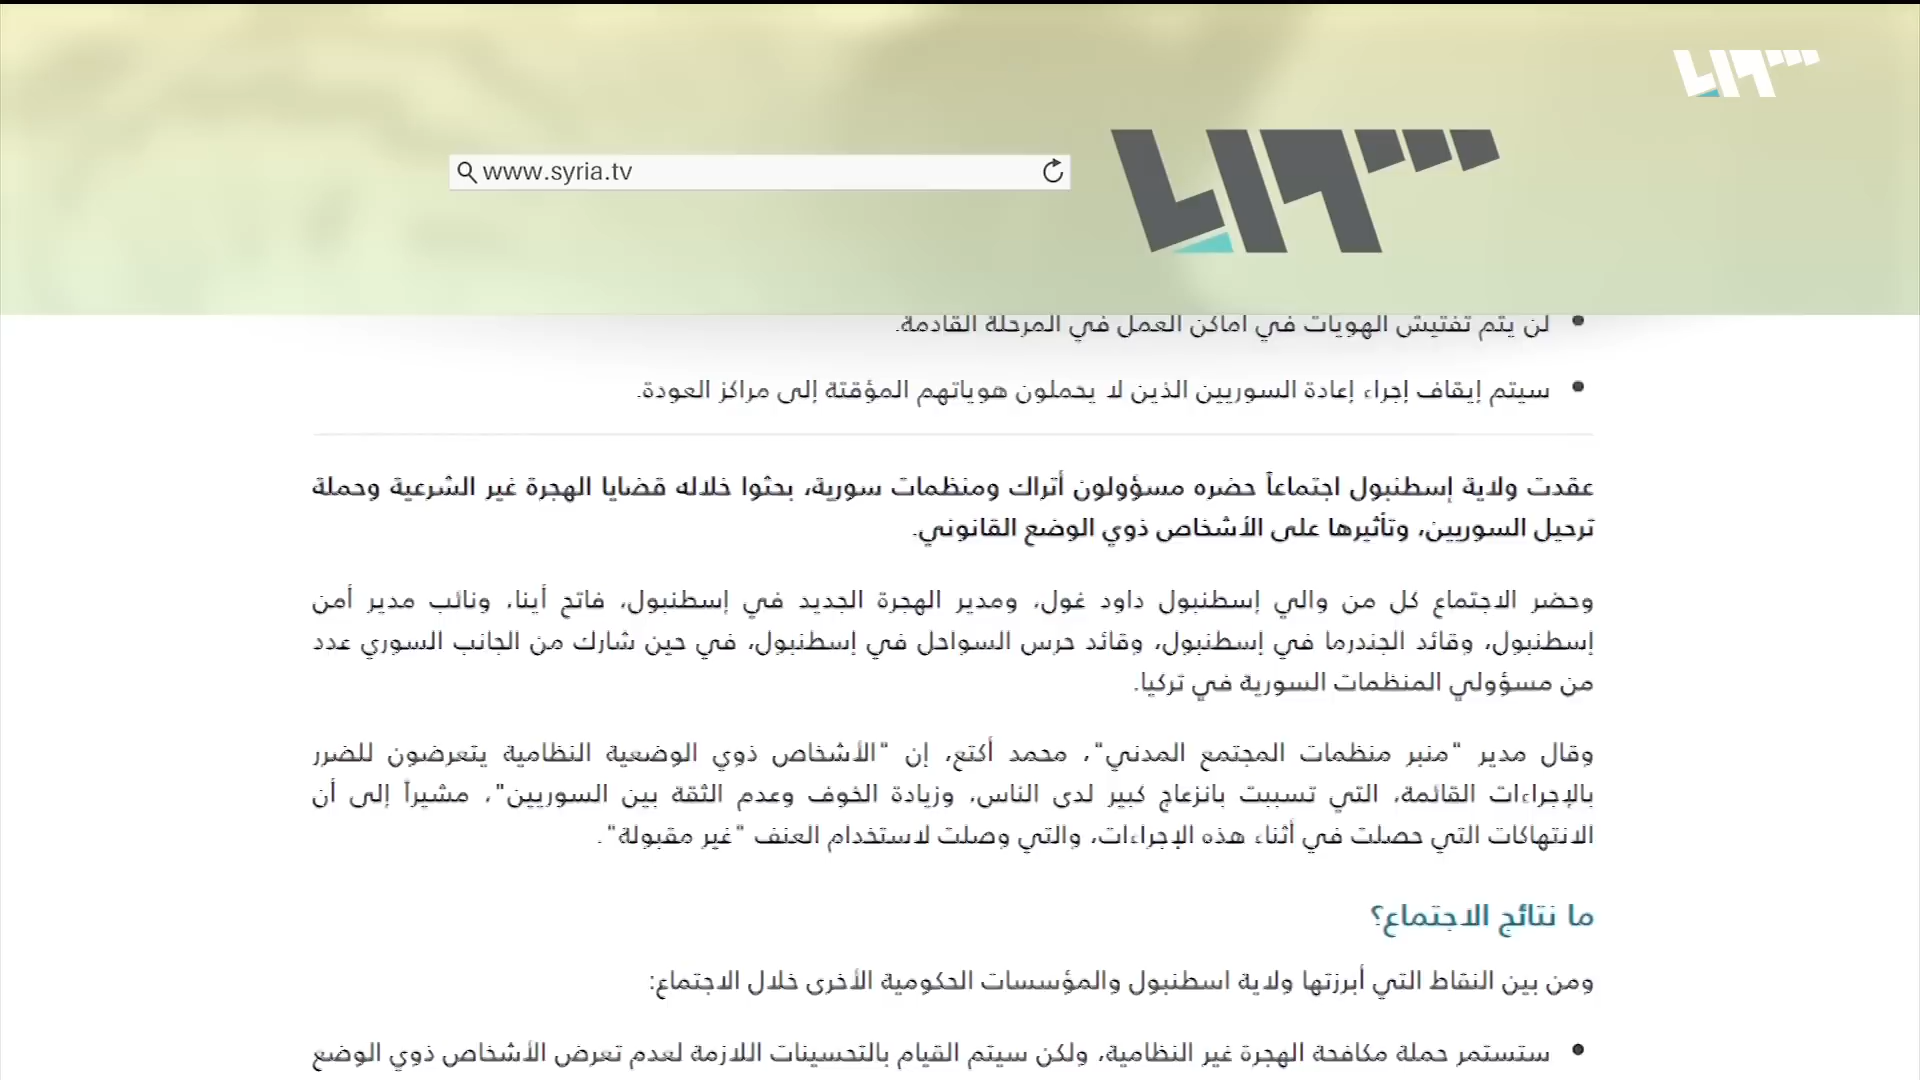 www.syria.tv
لن يتم تفتيش الهويات في أماكن العمل في المرحلة القادمة.
سيتم إيقاف إجراء إعادة السوريين الذين لا يحملون هوياتهم المؤقتة إلى مراكز العودة.
عقدت ولاية إسطنبول اجتماعاً حضره مسؤولون أتراك ومنظمات سورية، بحثوا خلاله قضايا الهجرة غير الشرعية وحملة
ترحيل السوريين، وتأثيرها على الأشخاص ذوي الوضع القانوني.
وحضر الاجتماع كل من والي إسطنبول داود غول، ومدير الهجرة الجديد في إسطنبول، فاتح أينا، ونائب مدير أمن
إسطنبول، وقائد الجندرما في إسطنبول، وقائد حرس السواحل في إسطنبول، في حين شارك من الجانب السوري عدد
من مسؤولي المنظمات السورية في تركيا.
وقال مدير "منبر منظمات المجتمع المدني"، محمد أكتع، إن "الأشخاص ذوي الوضعية النظامية يتعرضون للضرر
بالإجراءات القائمة، التي تسببت بانزعاج كبير لدى الناس، وزيادة الخوف وعدم الثقة بين السوريين"، مشيراً إلى أن
الانتهاكات التي حصلت في أثناء هذه الإجراءات، والتي وصلت لاستخدام العنف "غير مقبولة".
ما نتائج الاجتماع؟
ومن بين النقاط التي أبرزتها ولاية اسطنبول والمؤسسات الحكومية الأخرى خلال الاجتماع:
ستستمر حملة مكافحة الهجرة غير النظامية، ولكن سيتم القيام بالتحسينات اللازمة لعدم تعرض الأشخاص ذوي الوضع